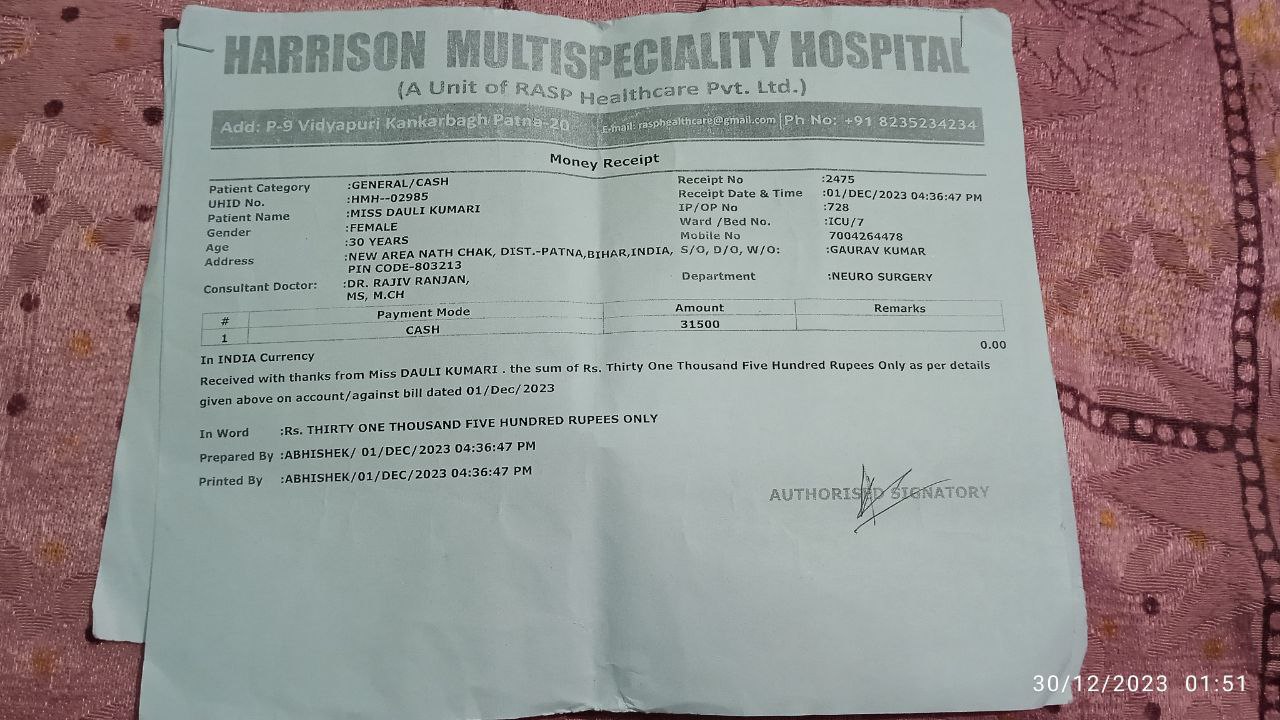 HARRISON MULTISPECIALITY HOSPITAL
(A Unit of RASP Healthcare Pvt. Ltd.)
Add: P-9 Vidyapuri Kankarbagh Patna-20 E-mail: rasphealthcare@gmail.com | Ph No: +91 8235234234
Money Receipt
Patient Category :GENERAL/CASH Receipt No :2475
UHID No. :HMH--02985 Receipt Date & Time :01/DEC/2023 04:36:47 PM
Patient Name :MISS DAULI KUMARI IP/OP No :728
Gender :FEMALE Ward /Bed No. :ICU/7
Age :30 YEARS Mobile No 7004264478
Address :NEW AREA NATH CHAK, DIST.-PATNA,BIHAR,INDIA, S/O, D/O, W/O: :GAURAV KUMAR
PIN CODE-803213
Consultant Doctor: :DR. RAJIV RANJAN, Department :NEURO SURGERY
MS, M.CH
# Payment Mode Amount Remarks
1 CASH 31500
0.00
In INDIA Currency
Received with thanks from Miss DAULI KUMARI . the sum of Rs. Thirty One Thousand Five Hundred Rupees Only as per details
given above on account/against bill dated 01/Dec/2023
In Word :Rs. THIRTY ONE THOUSAND FIVE HUNDRED RUPEES ONLY
Prepared By :ABHISHEK/ 01/DEC/2023 04:36:47 PM
Printed By :ABHISHEK/01/DEC/2023 04:36:47 PM
AUTHORISED SIGNATORY
30/12/2023 01:51